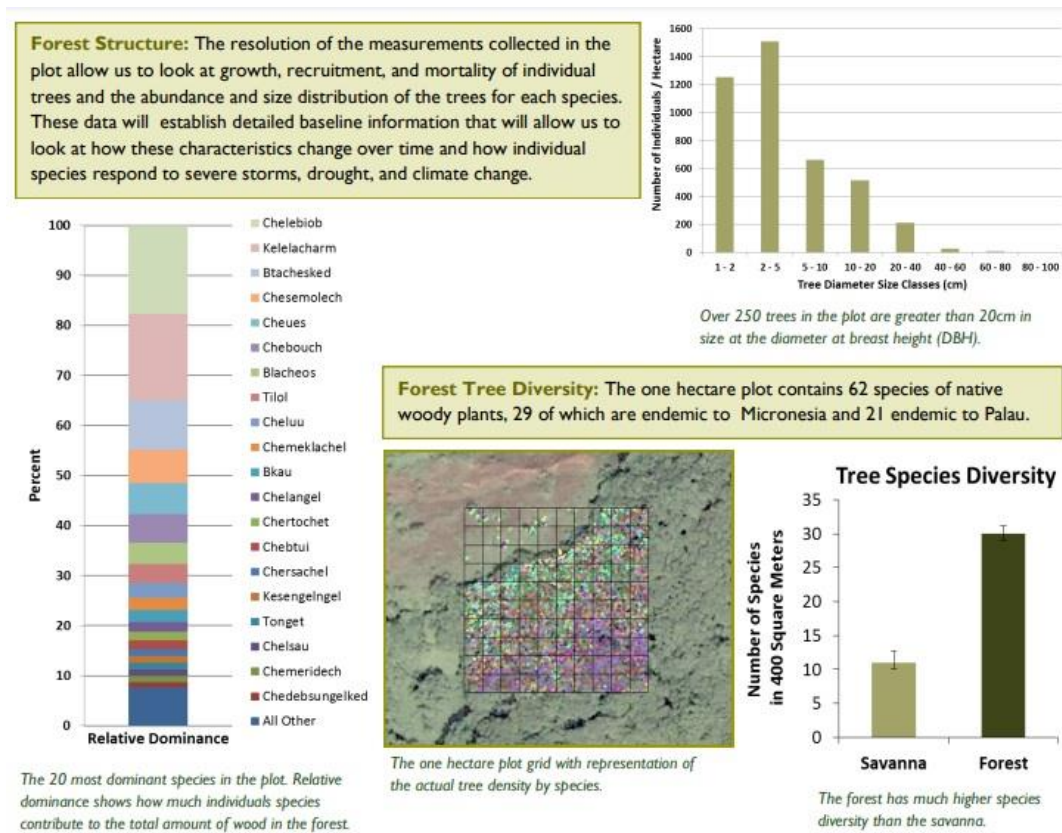 Forest Structure: The resolution of the measurements collected in the
plot allow us to look at growth, recruitment, and mortality of individual
trees and the abundance and size distribution of the trees for each species.
These data will establish detailed baseline information that will allow us to
look at how these characteristics change over time and how individual
species respond to severe storms, drought, and climate change.
Number of Individuals / Hectare
1600
1400
1200
1000
800
600
400
200
0
1 - 2
2 - 5
5 - 10
10 - 20
20 - 40
40 - 60
60 - 80
80 - 100
Tree Diameter Size Classes (cm)
Over 250 trees in the plot are greater than 20cm in
size at the diameter at breast height (DBH).
Percent
100
90
80
70
60
50
40
30
20
10
0
Relative Dominance
Chelebiob
Kelelacharm
Btachesked
Chesemolech
Cheues
Chebouch
Blacheos
Tilol
Cheluu
Chemeklachel
Bkau
Chelangel
Chertochet
Chebtui
Chersachel
Kesengelngel
Tonget
Chelsau
Chemeridech
Chedebsungelked
All Other
The 20 most dominant species in the plot. Relative
dominance shows how much individuals species
contribute to the total amount of wood in the forest.
Forest Tree Diversity: The one hectare plot contains 62 species of native
woody plants, 29 of which are endemic to Micronesia and 21 endemic to Palau.
The one hectare plot grid with representation of
the actual tree density by species.
Tree Species Diversity
Number of Species
in 400 Square Meters
35
30
25
20
15
10
5
0
Savanna
Forest
The forest has much higher species
diversity than the savanna.